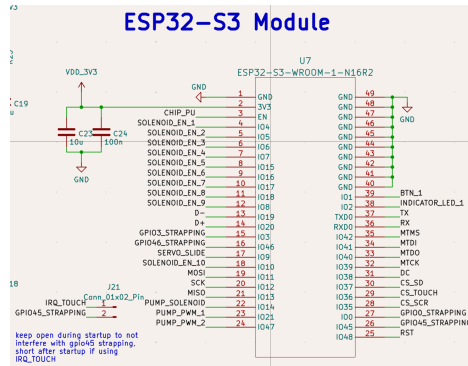 V3
ESP32-S3 Module
U7
ESP32-S3-WROOM-1-N16R2
VDD_3V3
GND
C19
C23
10u
C24
100n
GND
1 GND GND 49
2 3V3 GND 48
GND
CHIP_PU 3 EN GND 47
SOLENOID_EN_1 4 IO4 GND 46
SOLENOID_EN_2 5 IO5 GND 45
SOLENOID_EN_3 6 IO6 GND 44
SOLENOID_EN_4 7 IO7 GND 43
SOLENOID_EN_5 8 IO15 GND 42
SOLENOID_EN_6 9 IO16 GND 41
SOLENOID_EN_7 10 IO17 GND 40
SOLENOID_EN_8 11 IO18 IO1 39 BTN_1
SOLENOID_EN_9 12 IO8 IO2 38 INDICATOR_LED_1
D- 13 IO19 TXD0 37 TX
D+ 14 IO20 RXD0 36 RX
GPIO3_STRAPPING 15 IO3 IO42 35 MTMS
GPIO46_STRAPPING 16 IO46 IO41 34 MTDI
SERVO_SLIDE 17 IO9 IO40 33 MTDO
SOLENOID_EN_10 18 IO10 IO39 32 MTCK
MOSI 19 IO11 IO38 31 DC
SCK 20 IO12 IO37 30 CS_SD
MISO 21 IO13 IO36 29 CS_TOUCH
PUMP_SOLENOID 22 IO14 IO35 28 CS_SCR
PUMP_PWM_1 23 IO21 IO0 27 GPIO0_STRAPPING
PUMP_PWM_2 24 IO47 IO45 26 GPIO45_STRAPPING
IO48 25 RST
18
J21
Conn_01x02_Pin
IRQ_TOUCH 1
GPIO45_STRAPPING 2
keep open during startup to not
interfere with gpio45 strapping,
short after startup if using
IRQ_TOUCH